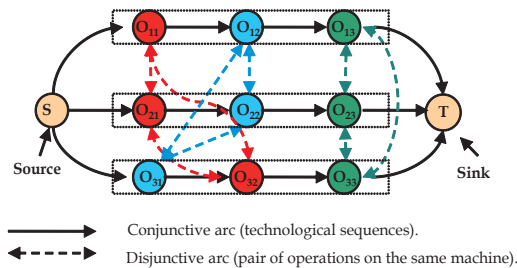 O11 O12 O13
S O21 O22 O23 T
Source O31 O32 O33 Sink
Conjunctive arc (technological sequences).
Disjunctive arc (pair of operations on the same machine).